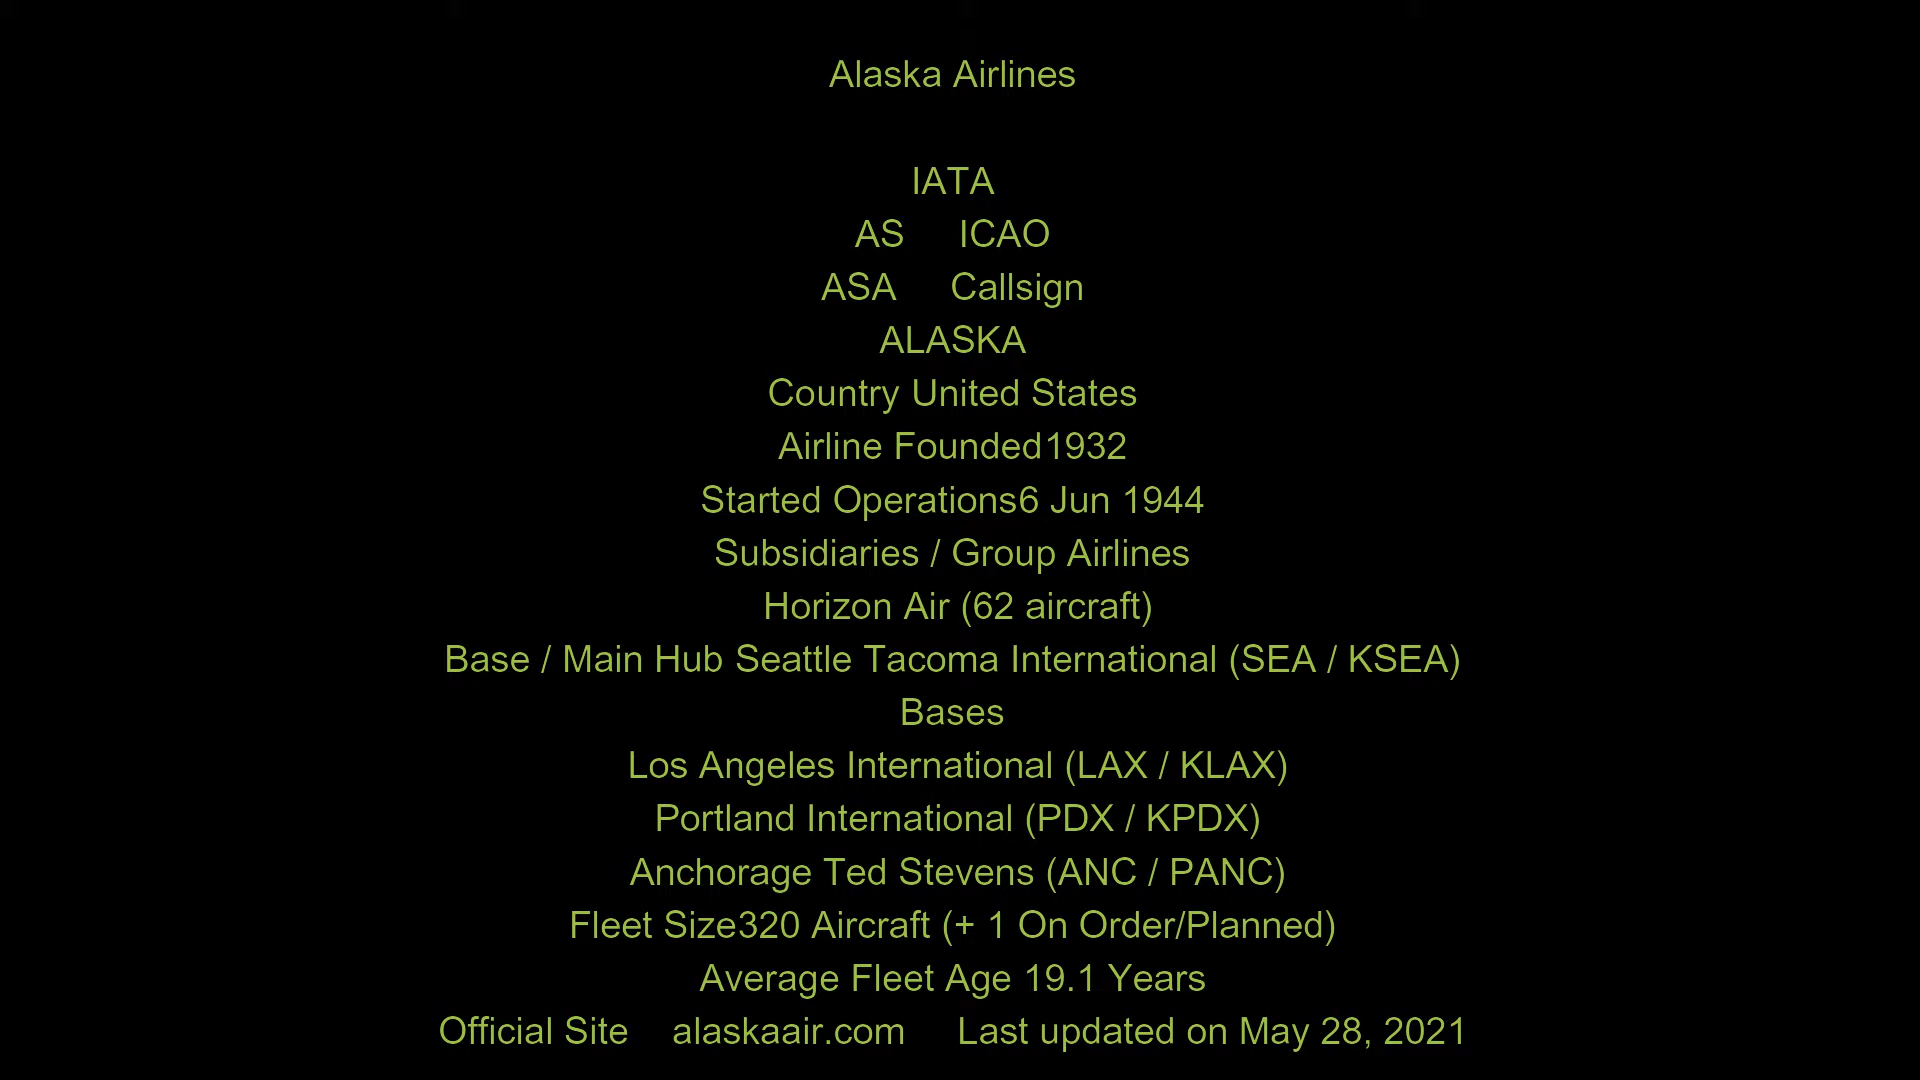 Alaska Airlines
IATA
AS ICAO
ASA Callsign
ALASKA
Country United States
Airline Founded1932
Started Operations6 Jun 1944
Subsidiaries / Group Airlines
Horizon Air (62 aircraft)
Base / Main Hub Seattle Tacoma International (SEA / KSEA)
Bases
Los Angeles International (LAX / KLAX)
Portland International (PDX / KPDX)
Anchorage Ted Stevens (ANC / PANC)
Fleet Size320 Aircraft (+ 1 On Order/Planned)
Average Fleet Age 19.1 Years
Official Site alaskaair.com Last updated on May 28, 2021